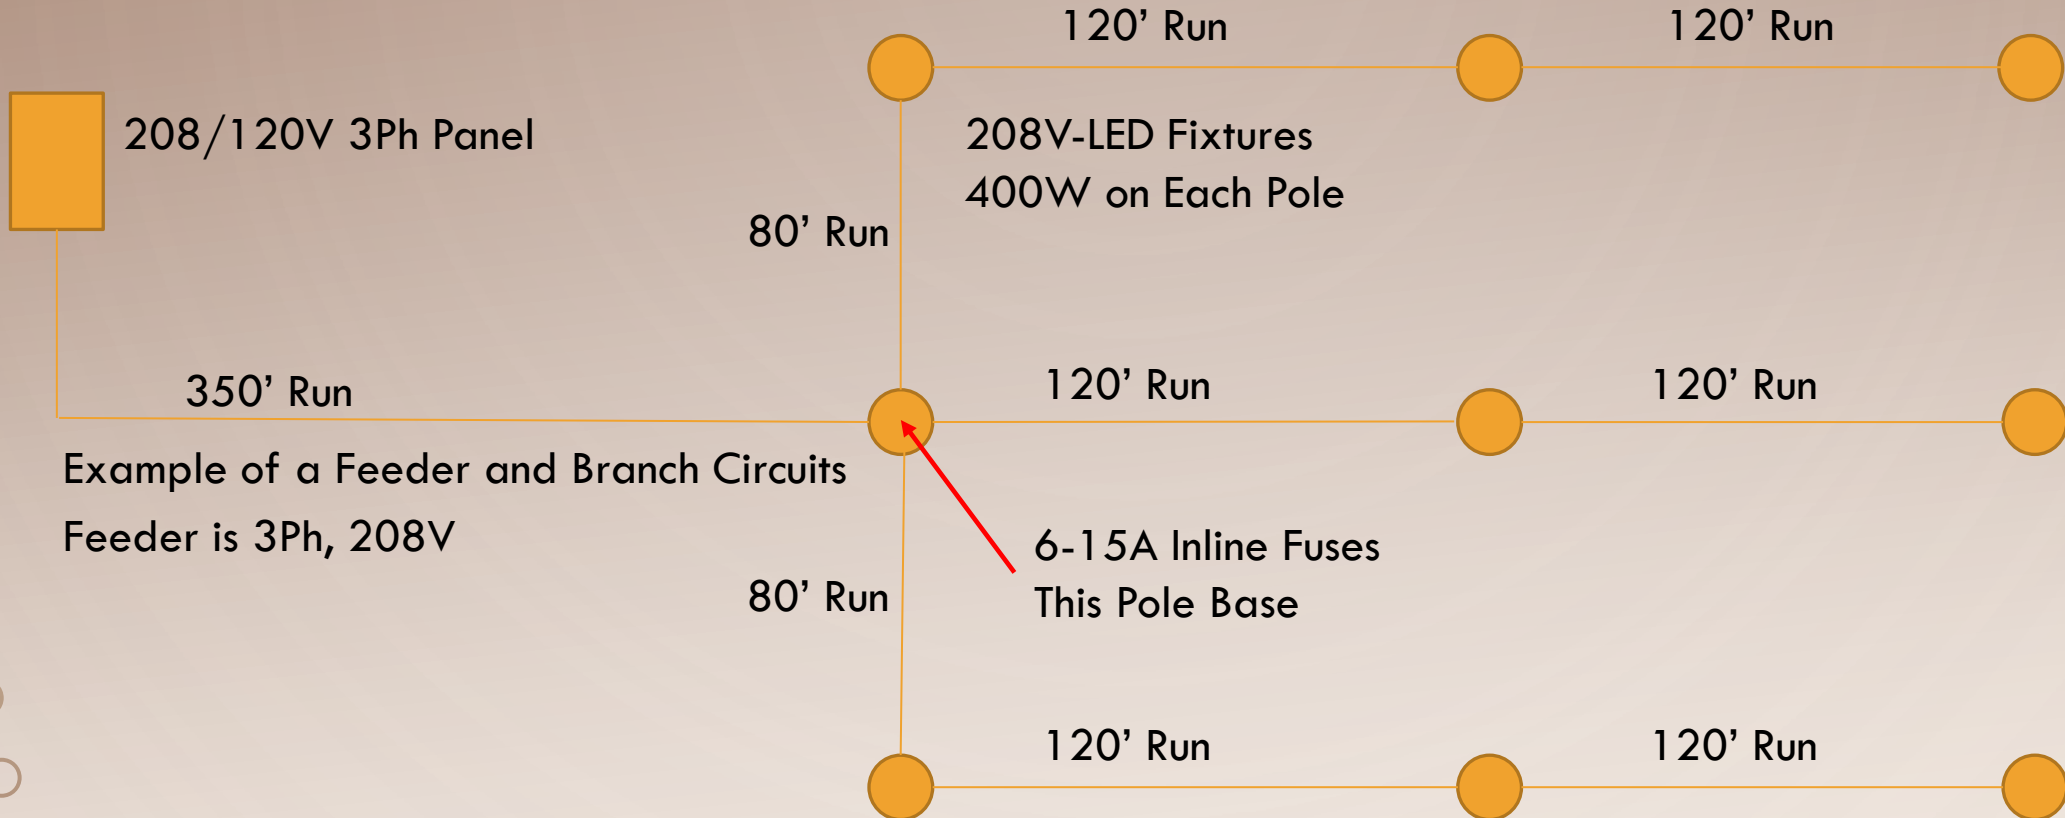 120’ Run
120’ Run
208/120V 3Ph Panel
208V-LED Fixtures
400W on Each Pole
80’ Run
350’ Run
120’ Run
120’ Run
Example of a Feeder and Branch Circuits
Feeder is 3Ph, 208V
6-15A Inline Fuses
This Pole Base
80’ Run
120’ Run
120’ Run